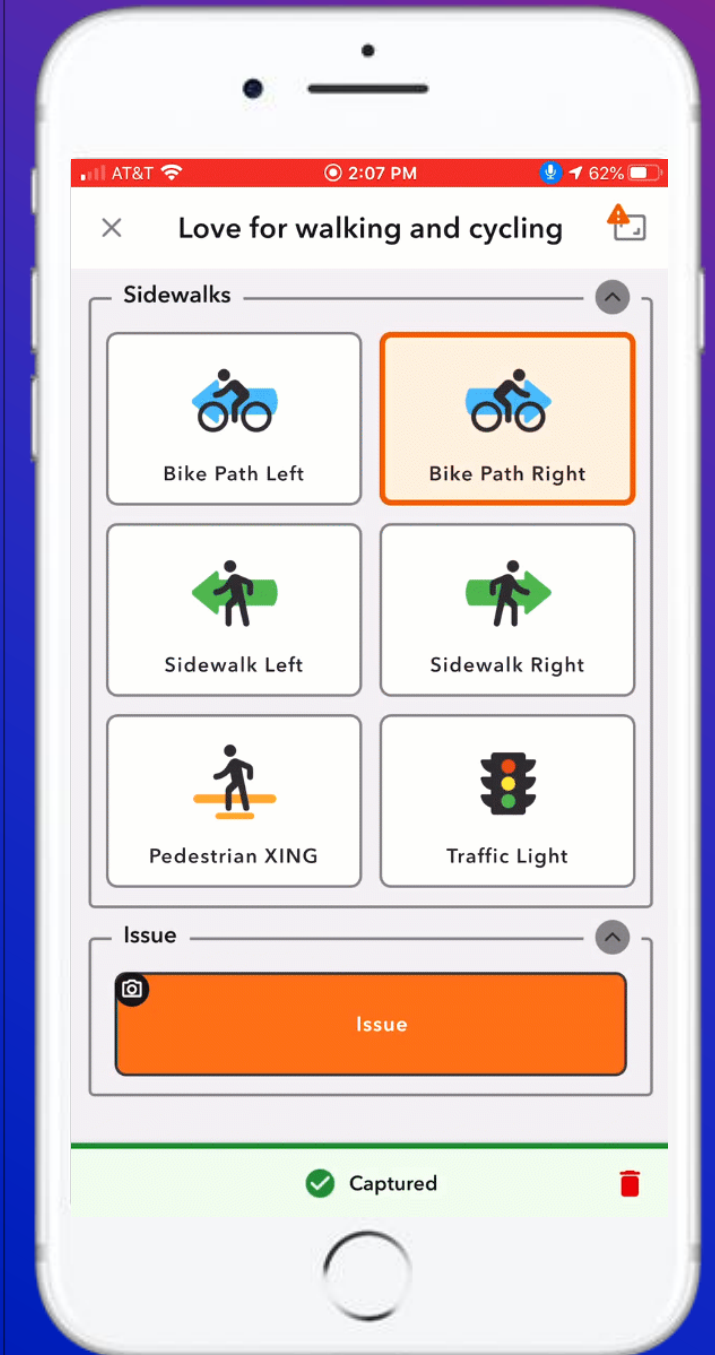 AT&T 2:07 PM 62%
Love for walking and cycling
Sidewalks
Bike Path Left Bike Path Right
Sidewalk Left Sidewalk Right
Pedestrian XING Traffic Light
Issue
Issue
Captured